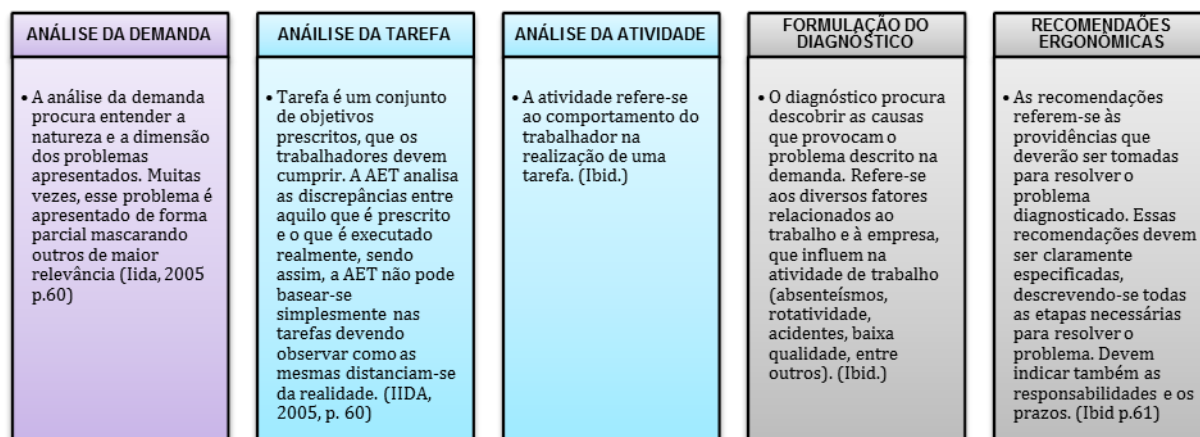 ANÁLISE DA DEMANDA
• A análise da demanda
procura entender a
natureza e a dimensão
dos problemas
apresentados. Muitas
vezes, esse problema é
apresentado de forma
parcial mascarando
outros de maior
relevância (Iida, 2005
p.60)
ANÁILISE DA TAREFA
• Tarefa é um conjunto
de objetivos
prescritos, que os
trabalhadores devem
cumprir. A AET analisa
as discrepâncias entre
aquilo que é prescrito
e o que é executado
realmente, sendo
assim, a AET não pode
basear-se
simplesmente nas
tarefas devendo
observar como as
mesmas distanciam-se
da realidade. (IIDA,
2005, p. 60)
ANÁLISE DA ATIVIDADE
• A atividade refere-se
ao comportamento do
trabalhador na
realização de uma
tarefa. (Ibid.)
FORMULAÇÃO DO
DIAGNÓSTICO
• O diagnóstico procura
descobrir as causas
que provocam o
problema descrito na
demanda. Refere-se
aos diversos fatores
relacionados ao
trabalho e à empresa,
que influem na
atividade de trabalho
(absenteísmos,
rotatividade,
acidentes, baixa
qualidade, entre
outros). (Ibid.)
RECOMENDAÕES
ERGONÔMICAS
• As recomendações
referem-se às
providências que
deverão ser tomadas
para resolver o
problema
diagnosticado. Essas
recomendações devem
ser claramente
especificadas,
descrevendo-se todas
as etapas necessárias
para resolver o
problema. Devem
indicar também as
responsabilidades e os
prazos. (Ibid p.61)